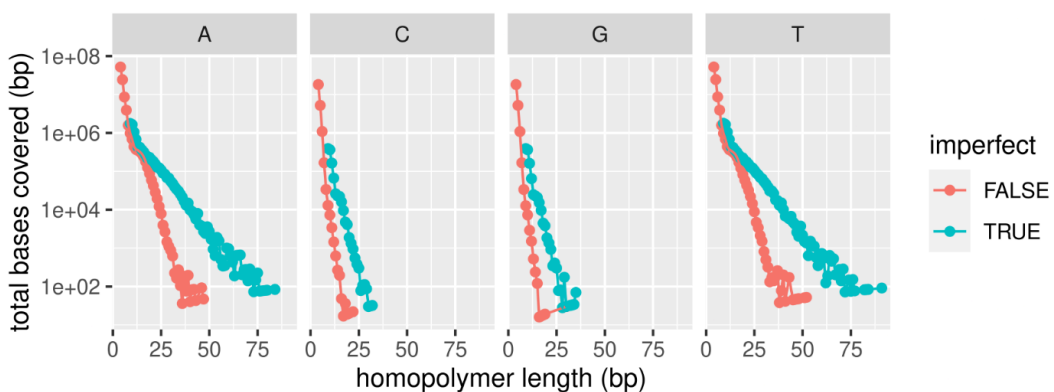 A C G T
total bases covered (bp)
1e+08
1e+06
1e+04
1e+02
0 25 50 75 0 25 50 75 0 25 50 75 0 25 50 75
homopolymer length (bp)
imperfect
FALSE
TRUE